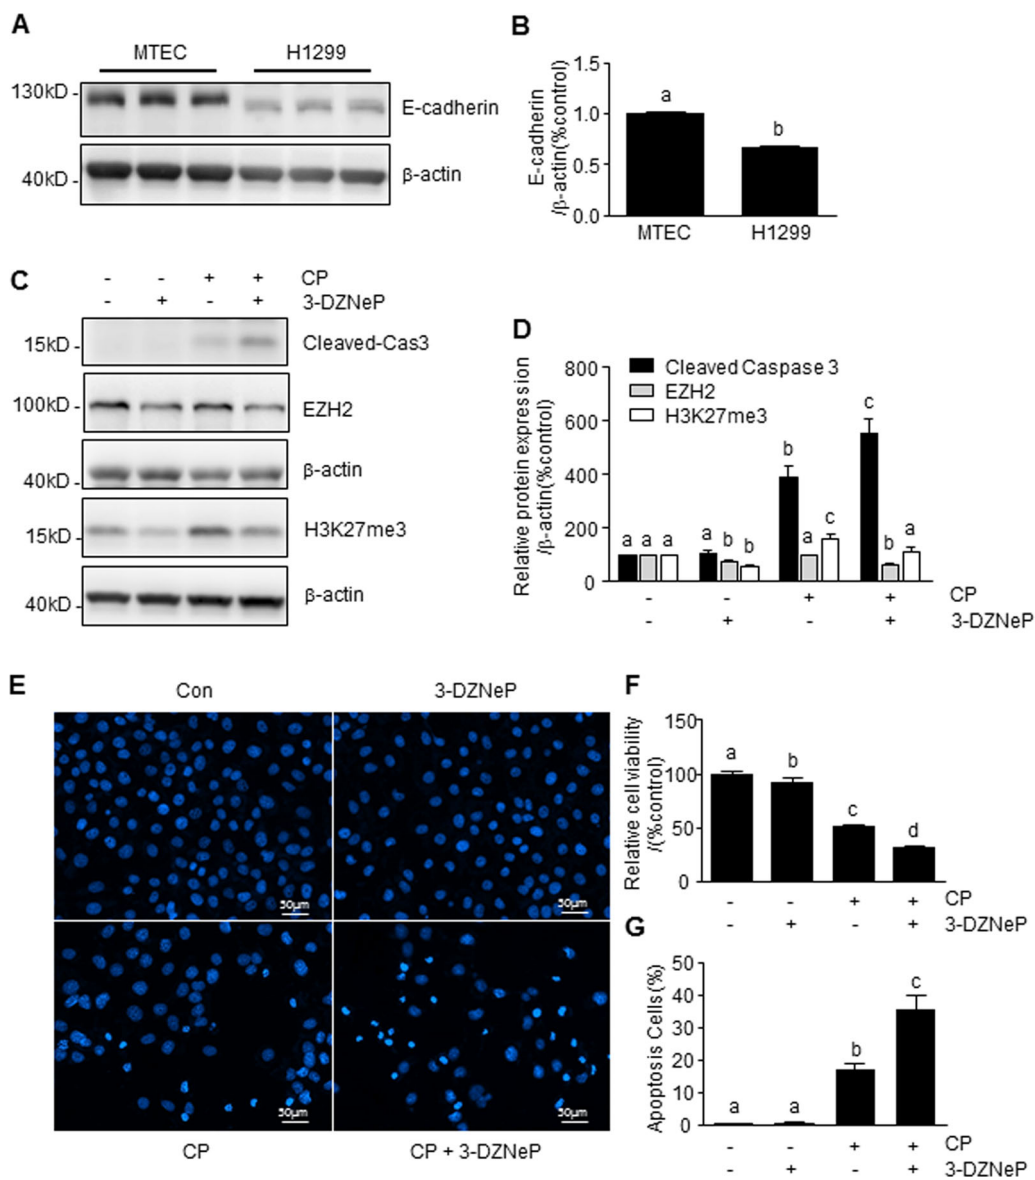 A
MTEC H1299
130kD -
E-cadherin
40kD -
β-actin
B
E-cadherin
/β-actin(%control)
1.5
1.0
0.5
0.0
a
b
MTEC H1299
C
- - + + CP
- + - + 3-DZNeP
15kD -
Cleaved-Cas3
100kD -
EZH2
40kD -
β-actin
15kD -
H3K27me3
40kD -
β-actin
D
Relative protein expression
/β-actin(%control)
800
600
400
200
100
0
Cleaved Caspase 3
EZH2
H3K27me3
a a a
a b b
b a c
c b a
- - + + CP
- + - + 3-DZNeP
E
Con 3-DZNeP
50μm
50μm
50μm
50μm
CP CP + 3-DZNeP
F
Relative cell viability
/(%control)
150
100
50
0
a
b
c
d
- - + + CP
- + - + 3-DZNeP
G
Apoptosis Cells(%)
50
40
30
20
10
0
a
a
b
c
- - + + CP
- + - + 3-DZNeP